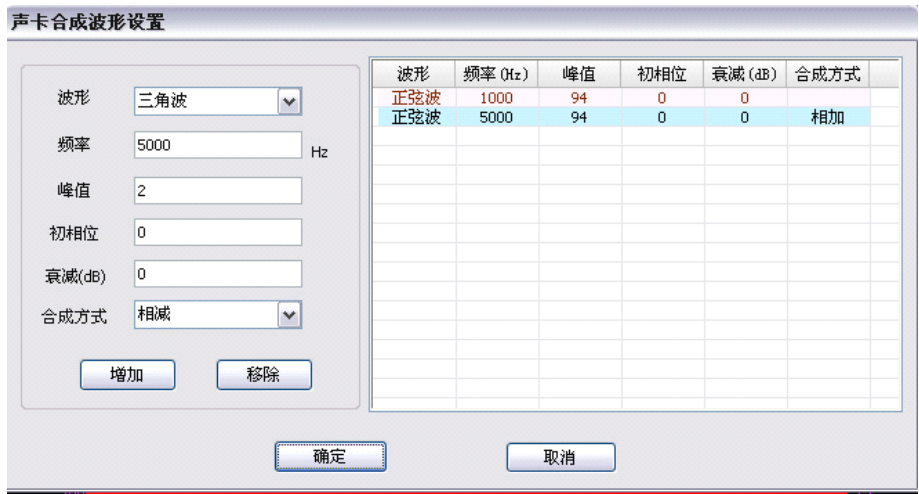 声卡合成波形设置
波形 三角波
频率 5000 Hz
峰值 2
初相位 0
衰减(dB) 0
合成方式 相减
增加 移除
波形 频率(Hz) 峰值 初相位 衰减(dB) 合成方式
正弦波 1000 94 0 0
正弦波 5000 94 0 0 相加
确定 取消